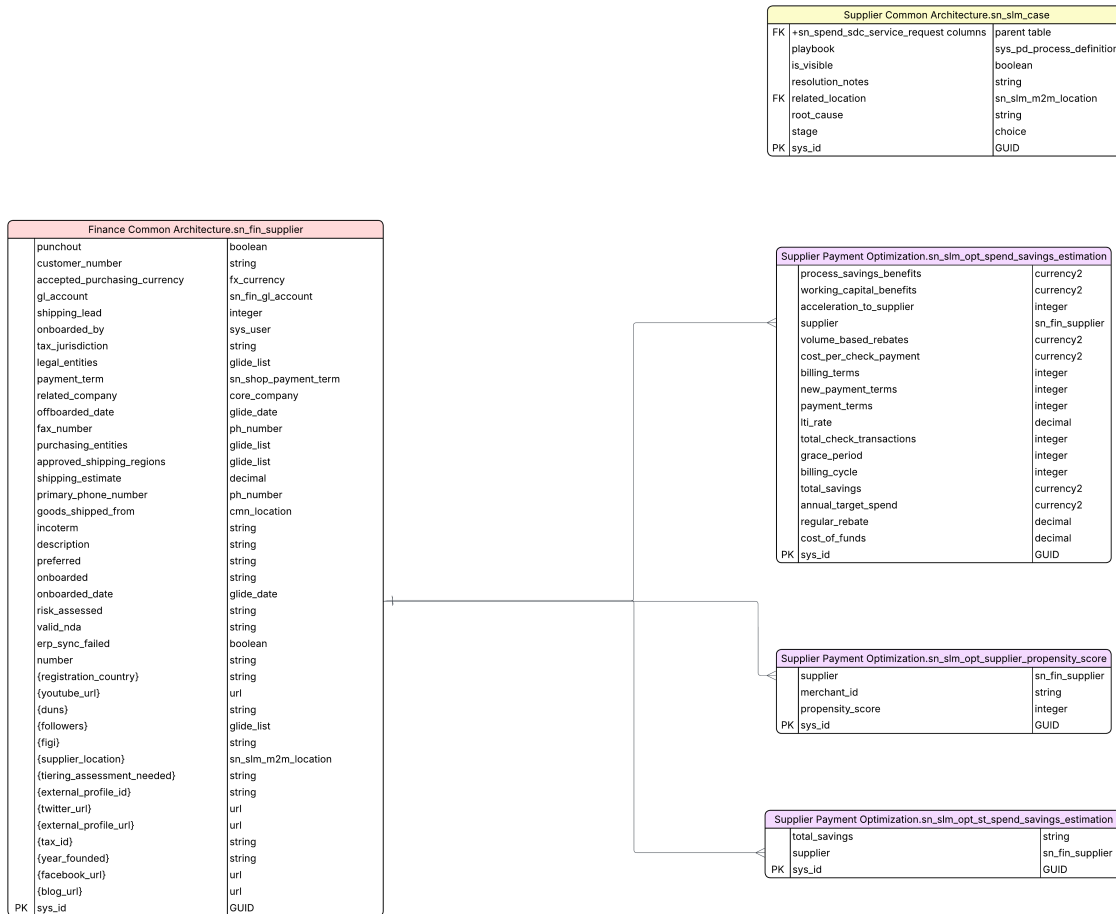 Supplier Common Architecture.sn_slm_case
FK +sn_spend_sdc_service_request columns parent table
playbook sys_pd_process_definition
is_visible boolean
resolution_notes string
FK related_location sn_slm_m2m_location
root_cause string
stage choice
PK sys_id GUID
Finance Common Architecture.sn_fin_supplier
punchout boolean
customer_number string
accepted_purchasing_currency fx_currency
gl_account sn_fin_gl_account
shipping_lead integer
onboarded_by sys_user
tax_jurisdiction string
legal_entities glide_list
payment_term sn_shop_payment_term
related_company core_company
offboarded_date glide_date
fax_number ph_number
purchasing_entities glide_list
approved_shipping_regions glide_list
shipping_estimate decimal
primary_phone_number ph_number
goods_shipped_from cmn_location
incoterm string
description string
preferred string
onboarded string
onboarded_date glide_date
risk_assessed string
valid_nda string
erp_sync_failed boolean
number string
{registration_country} string
{youtube_url} url
{duns} string
{followers} glide_list
{figi} string
{supplier_location} sn_slm_m2m_location
{tiering_assessment_needed} string
{external_profile_id} string
{twitter_url} url
{external_profile_url} url
{tax_id} string
{year_founded} string
{facebook_url} url
{blog_url} url
PK sys_id GUID
Supplier Payment Optimization.sn_slm_opt_spend_savings_estimation
process_savings_benefits currency2
working_capital_benefits currency2
acceleration_to_supplier integer
supplier sn_fin_supplier
volume_based_rebates currency2
cost_per_check_payment currency2
billing_terms integer
new_payment_terms integer
payment_terms integer
lti_rate decimal
total_check_transactions integer
grace_period integer
billing_cycle integer
total_savings currency2
annual_target_spend currency2
regular_rebate decimal
cost_of_funds decimal
PK sys_id GUID
Supplier Payment Optimization.sn_slm_opt_supplier_propensity_score
supplier sn_fin_supplier
merchant_id string
propensity_score integer
PK sys_id GUID
Supplier Payment Optimization.sn_slm_opt_st_spend_savings_estimation
total_savings string
supplier sn_fin_supplier
PK sys_id GUID